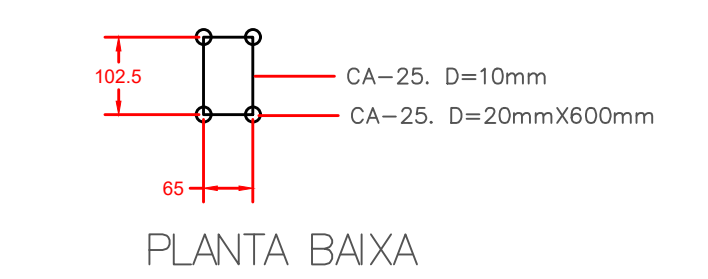 102.5
CA-25. D=10mm
CA-25. D=20mmX600mm
65
PLANTA BAIXA